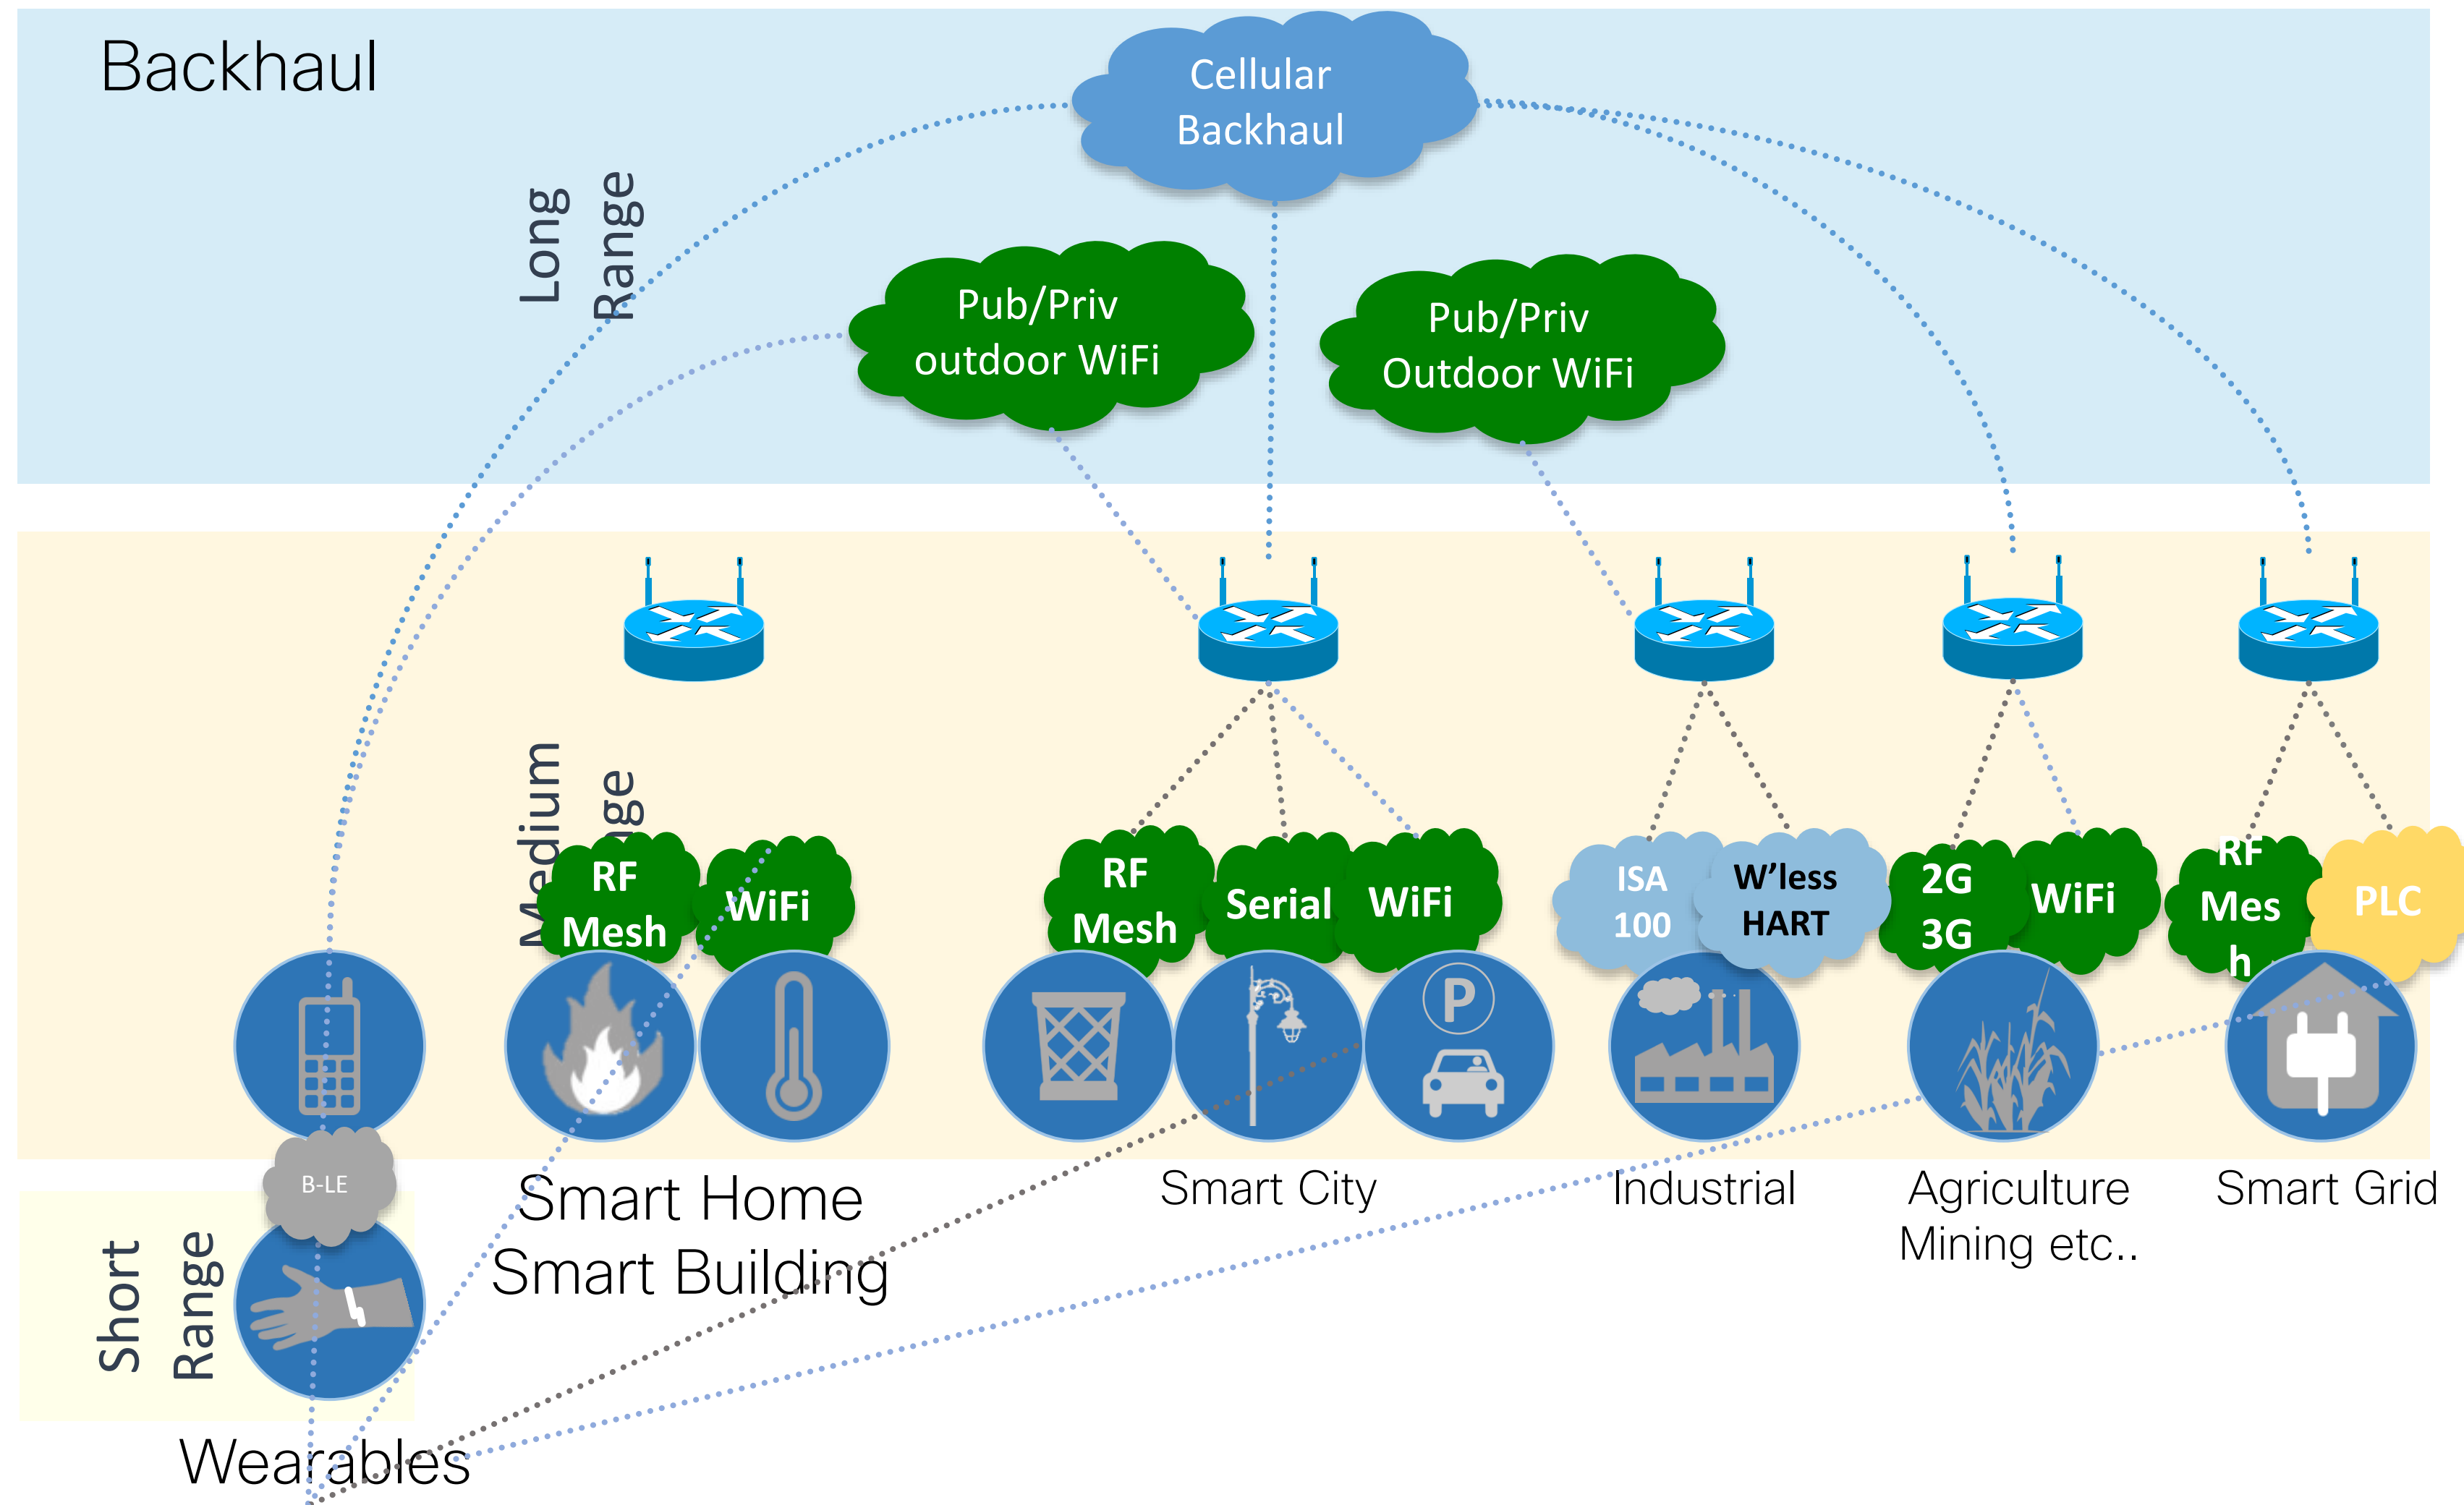 Backhaul
Cellular
Backhaul
Long
Range
Pub/Priv
outdoor WiFi
Pub/Priv
Outdoor WiFi
Medium
Range
RF
Mesh
WiFi
RF
Mesh
Serial
WiFi
ISA
100
W'less
HART
2G
3G
WiFi
RF
Mes
h
PLC
P
B-LE
Smart Home
Smart Building
Smart City
Industrial
Agriculture
Mining etc..
Smart Grid
Short
Range
Wearables